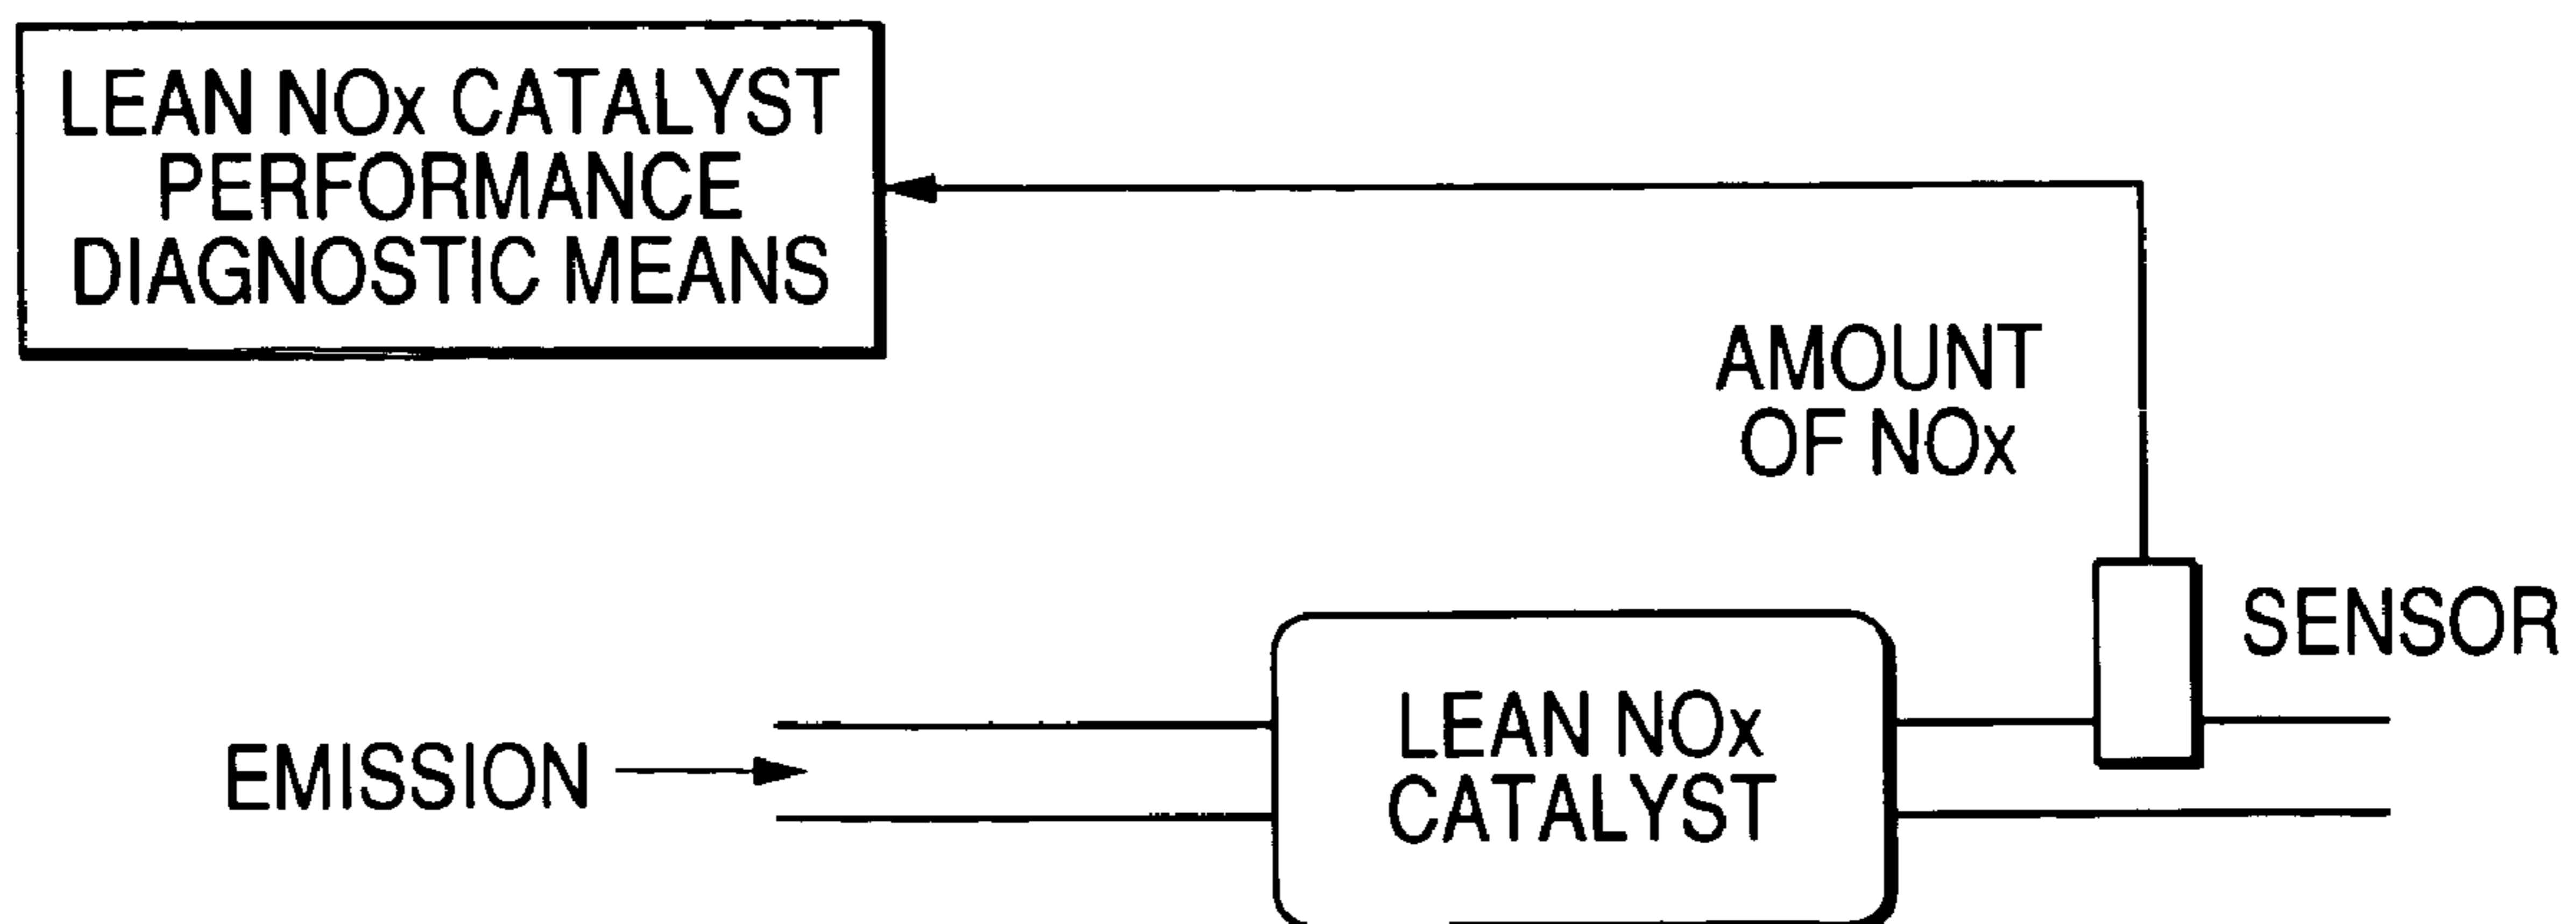 LEAN NOx CATALYST
PERFORMANCE
DIAGNOSTIC MEANS
AMOUNT
OF NOx
SENSOR
EMISSION
LEAN NOx
CATALYST